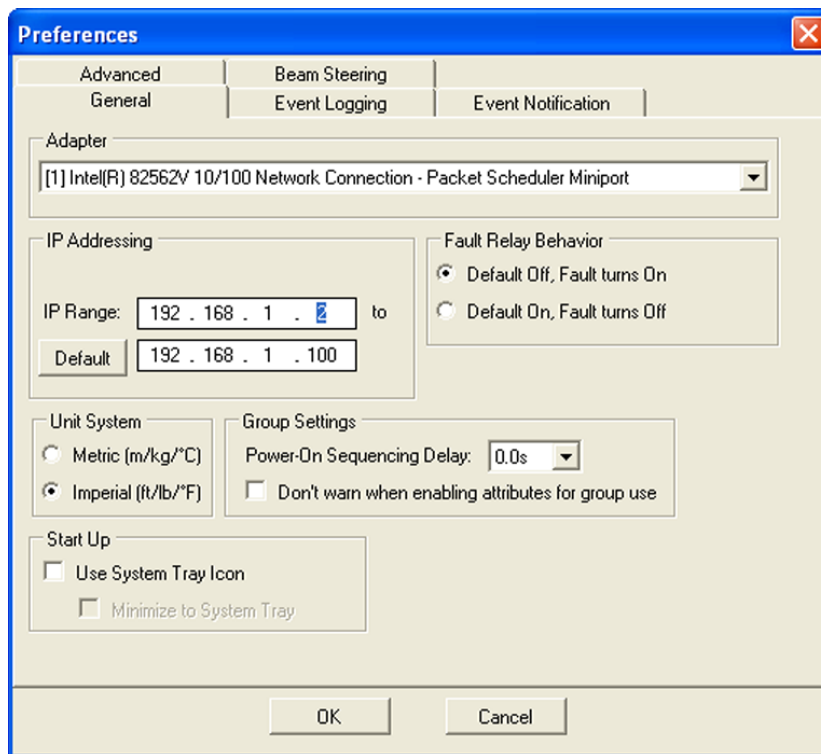 Preferences
Advanced
Beam Steering
General
Event Logging
Event Notification
Adapter
[1] Intel(R) 82562V 10/100 Network Connection - Packet Scheduler Miniport
IP Addressing
IP Range: 192 . 168 . 1 . 2 to
Default 192 . 168 . 1 . 100
Fault Relay Behavior
Default Off, Fault turns On
Default On, Fault turns Off
Unit System
Metric (m/kg/°C)
Imperial (ft/lb/°F)
Group Settings
Power-On Sequencing Delay: 0.0s
Don't warn when enabling attributes for group use
Start Up
Use System Tray Icon
Minimize to System Tray
OK
Cancel